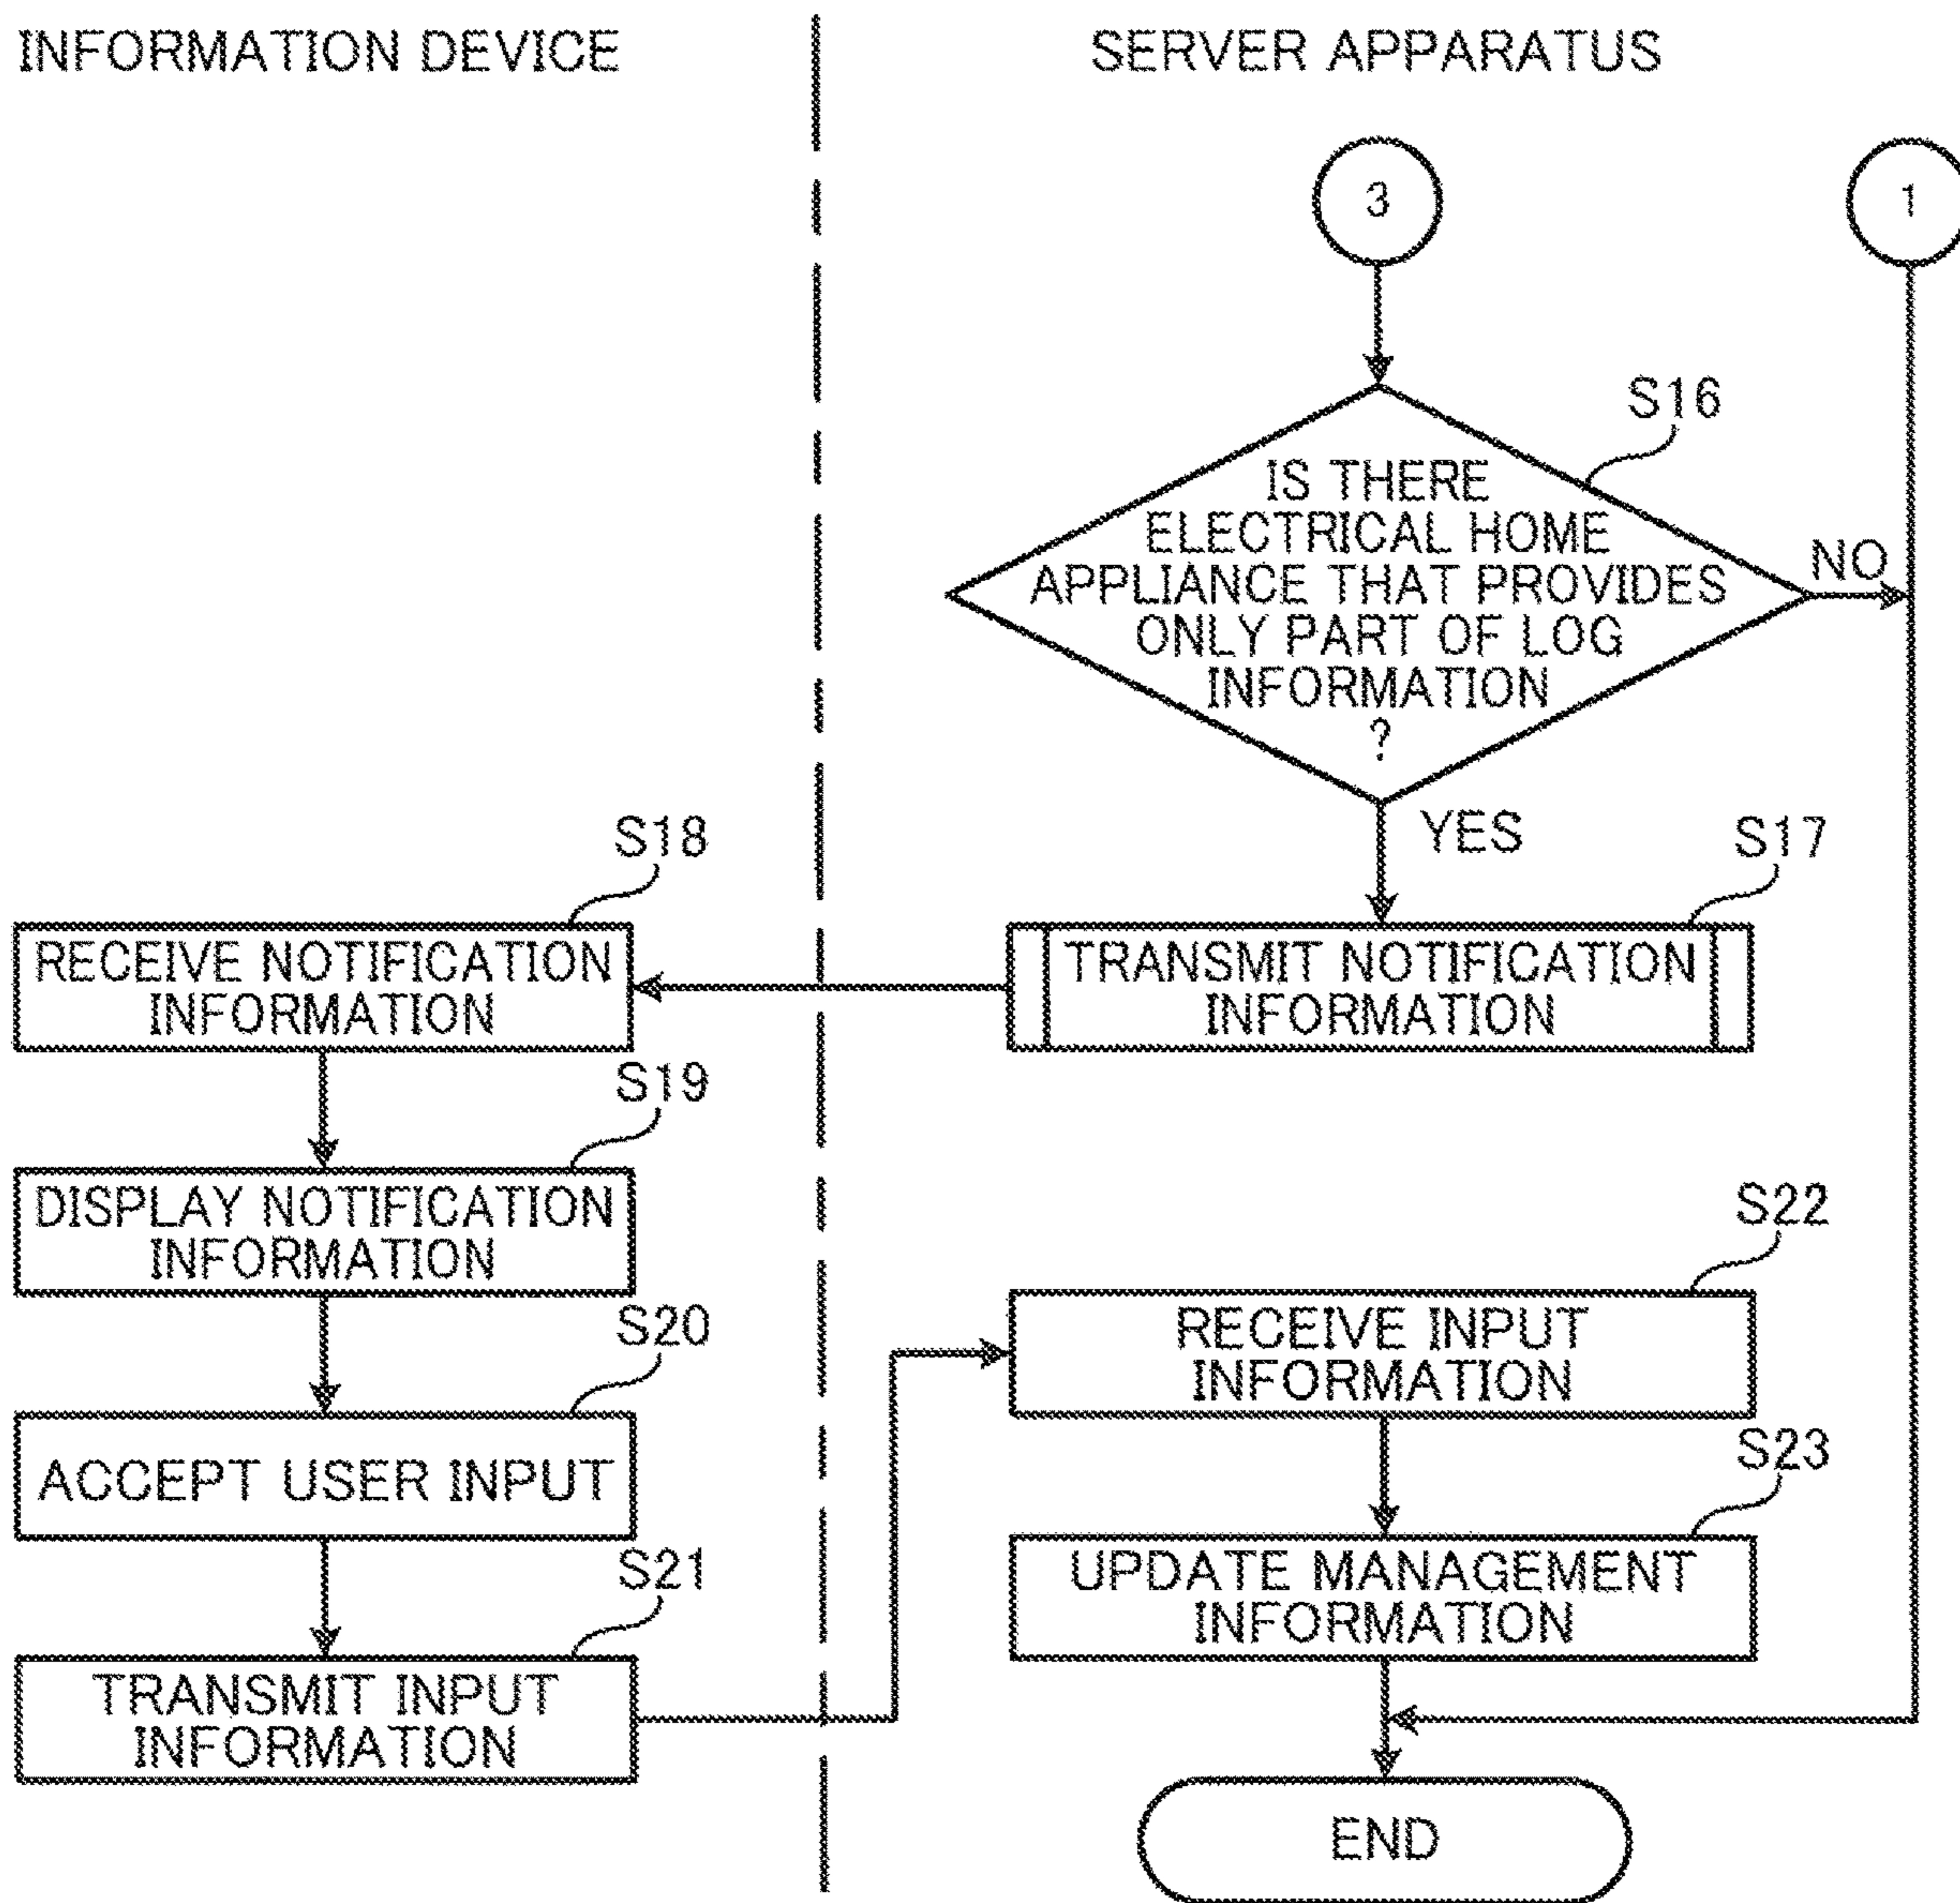 INFORMATION DEVICE
SERVER APPARATUS
3
1
S16
IS THERE
ELECTRICAL HOME
APPLIANCE THAT PROVIDES
ONLY PART OF LOG
INFORMATION
?
NO
YES
S17
TRANSMIT NOTIFICATION
INFORMATION
S18
RECEIVE NOTIFICATION
INFORMATION
S19
DISPLAY NOTIFICATION
INFORMATION
S20
ACCEPT USER INPUT
S21
TRANSMIT INPUT
INFORMATION
S22
RECEIVE INPUT
INFORMATION
S23
UPDATE MANAGEMENT
INFORMATION
END